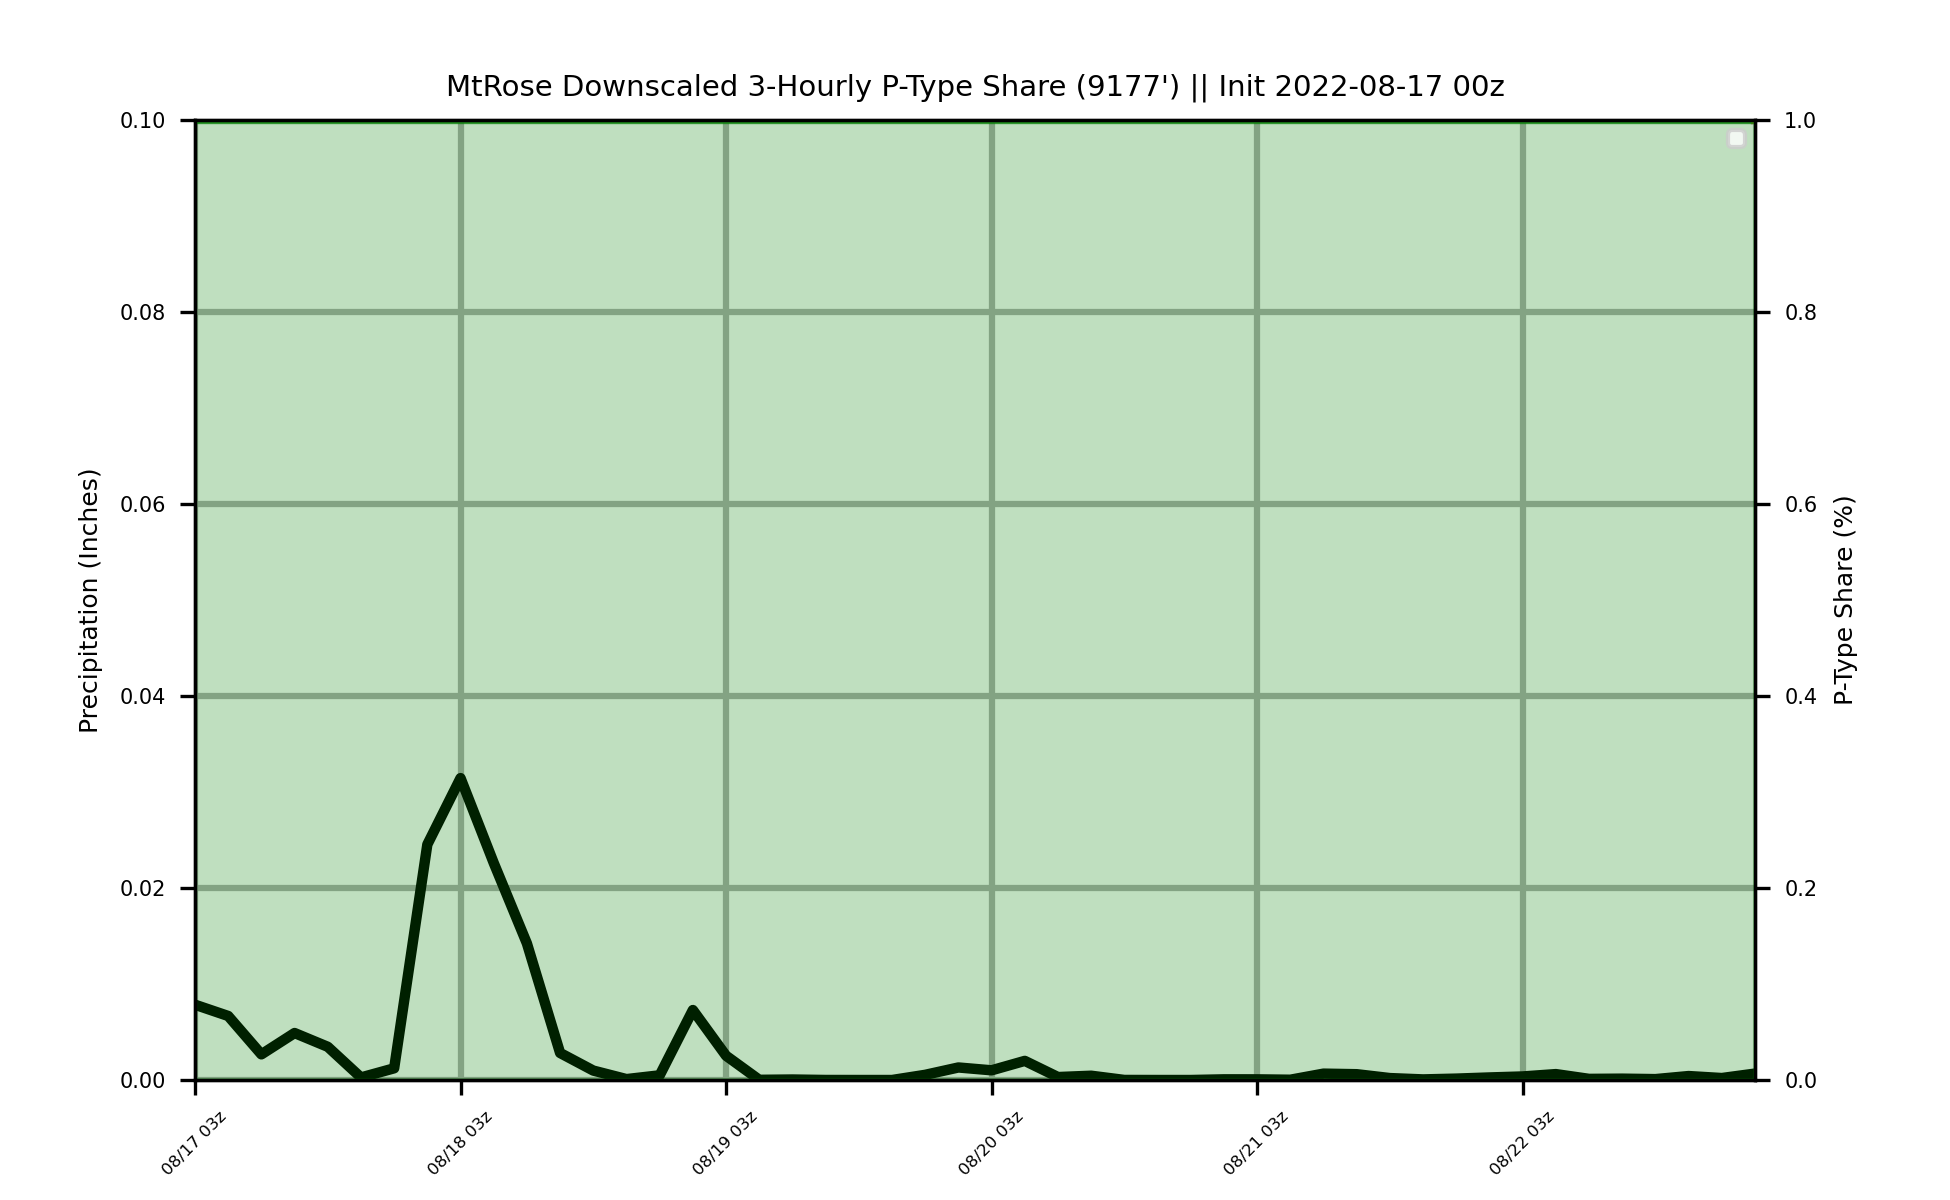 MtRose Downscaled 3-Hourly P-Type Share (9177') || Init 2022-08-17 00z
0.10
0.08
0.06
0.04
0.02
0.00
Precipitation (Inches)
1.0
0.8
0.6
0.4
0.2
0.0
P-Type Share (%)
08/17 03z
08/18 03z
08/19 03z
08/20 03z
08/21 03z
08/22 03z